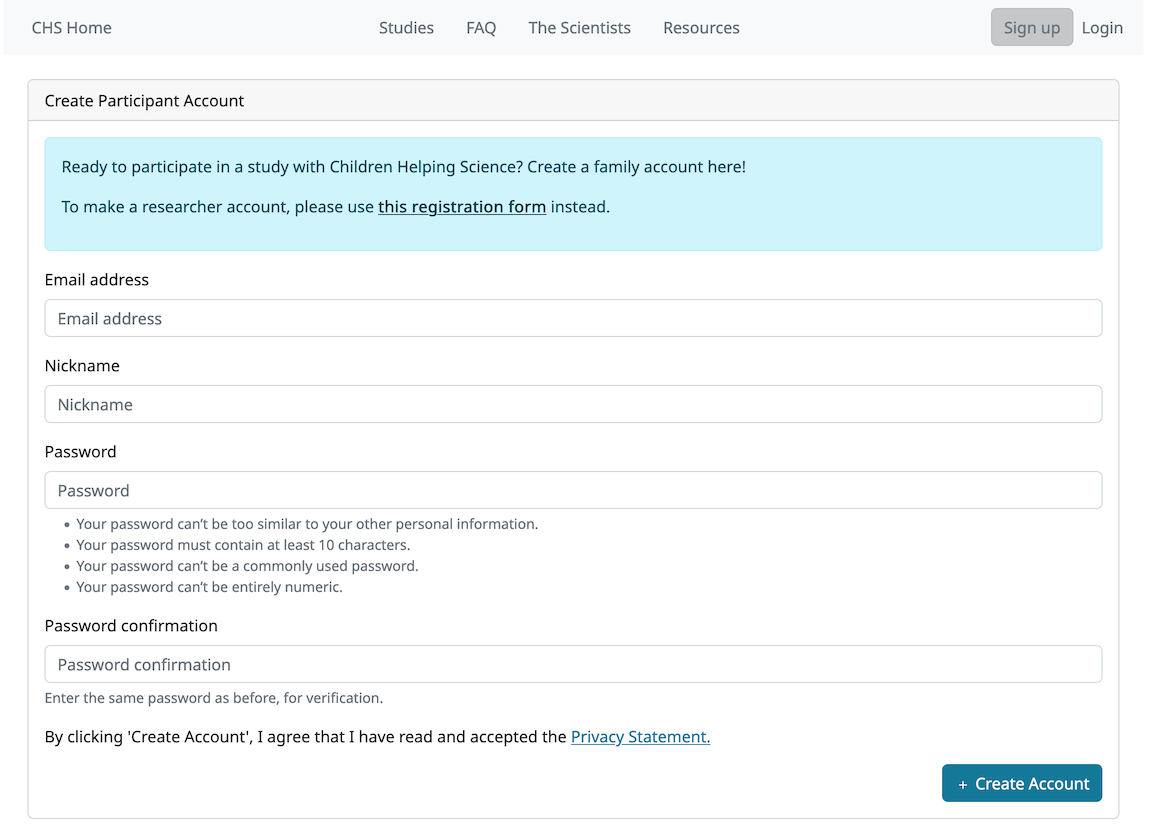 CHS Home Studies FAQ The Scientists Resources Sign up Login
Create Participant Account
Ready to participate in a study with Children Helping Science? Create a family account here!
To make a researcher account, please use this registration form instead.
Email address
Email address
Nickname
Nickname
Password
Password
• Your password can’t be too similar to your other personal information.
• Your password must contain at least 10 characters.
• Your password can’t be a commonly used password.
• Your password can’t be entirely numeric.
Password confirmation
Password confirmation
Enter the same password as before, for verification.
By clicking 'Create Account', I agree that I have read and accepted the Privacy Statement.
+ Create Account